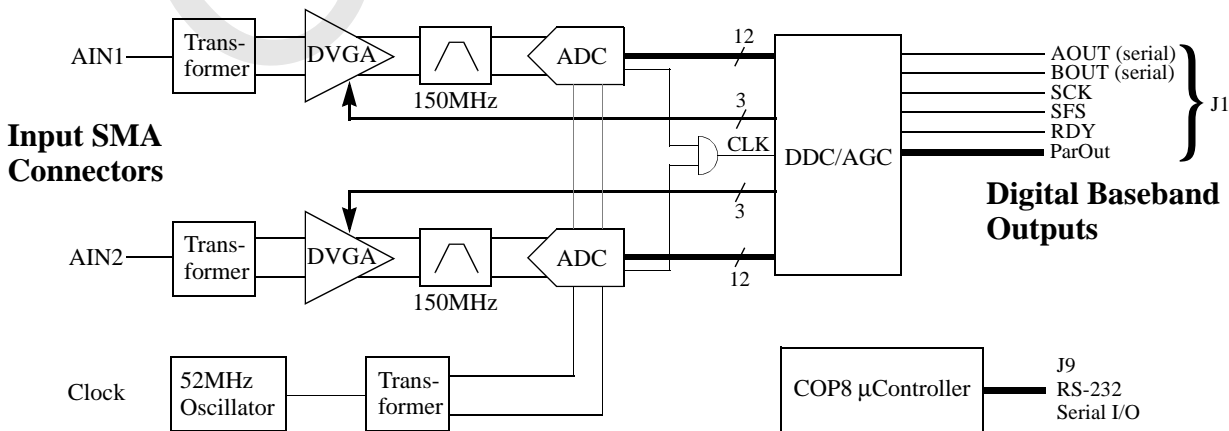 AIN1
Trans-
former
DVGA
150MHz
ADC
12
3
CLK
DDC/AGC
AOUT (serial)
BOUT (serial)
SCK
SFS
RDY
ParOut
J1
Input SMA
Connectors
Digital Baseband
Outputs
AIN2
Trans-
former
DVGA
150MHz
ADC
3
12
Clock
52MHz
Oscillator
Trans-
former
COP8 µController
J9
RS-232
Serial I/O